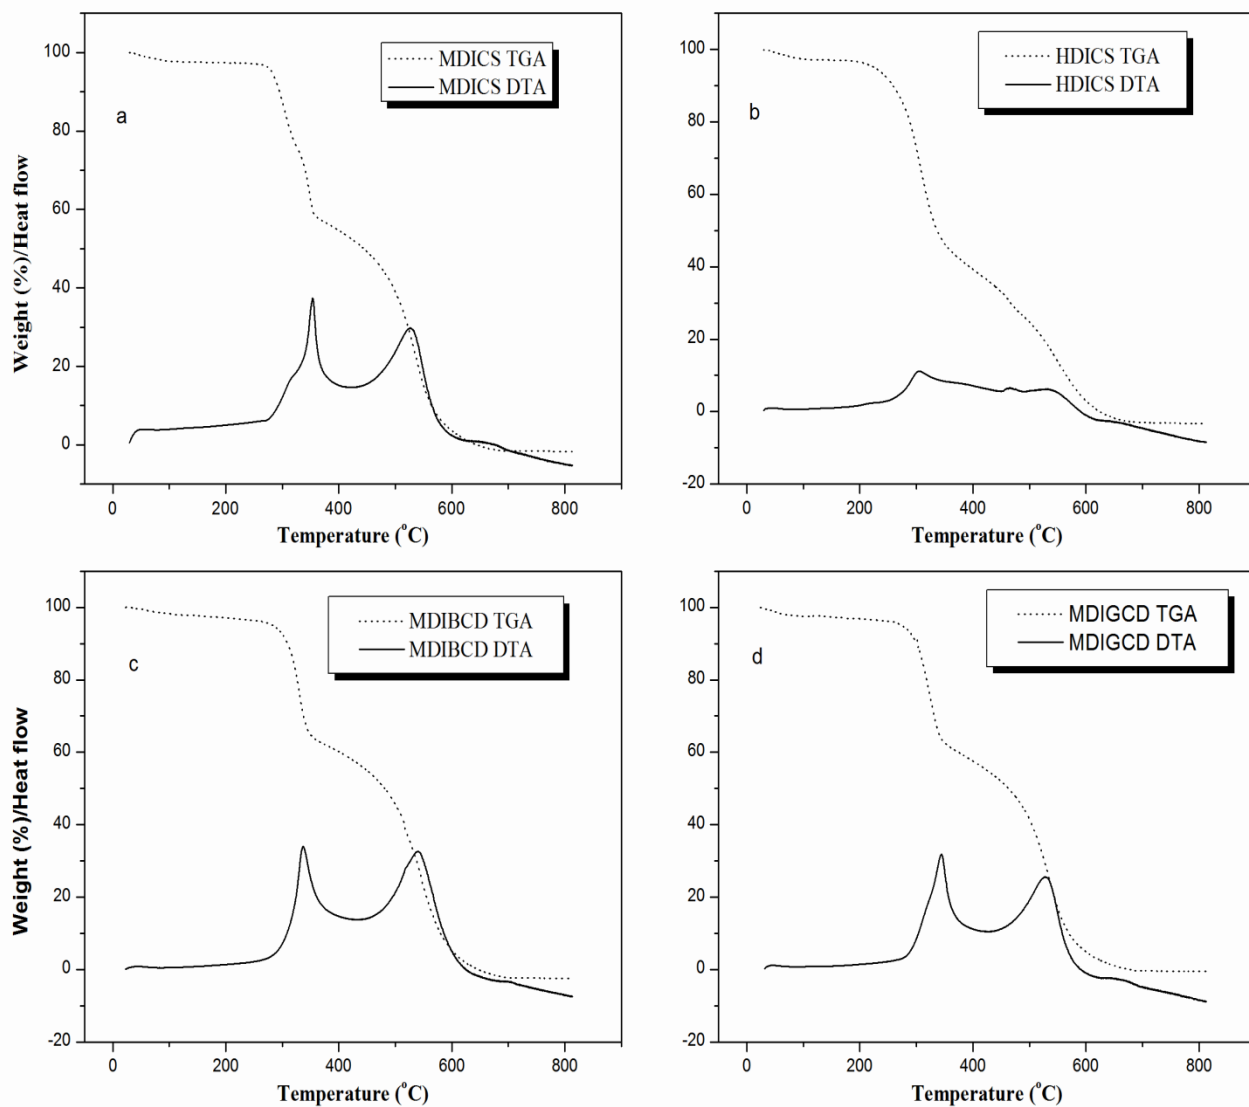 MDICS TGA
MDICS DTA
a
100
80
60
40
20
0
0
200
400
600
800
Weight (%)/Heat flow
Temperature (°C)
HDICS TGA
HDICS DTA
b
100
80
60
40
20
0
-20
0
200
400
600
800
Temperature (°C)
MDIBCD TGA
MDIBCD DTA
c
100
80
60
40
20
0
-20
0
200
400
600
800
Weight (%)/Heat flow
Temperature (°C)
MDIGCD TGA
MDIGCD DTA
d
100
80
60
40
20
0
-20
0
200
400
600
800
Temperature (°C)